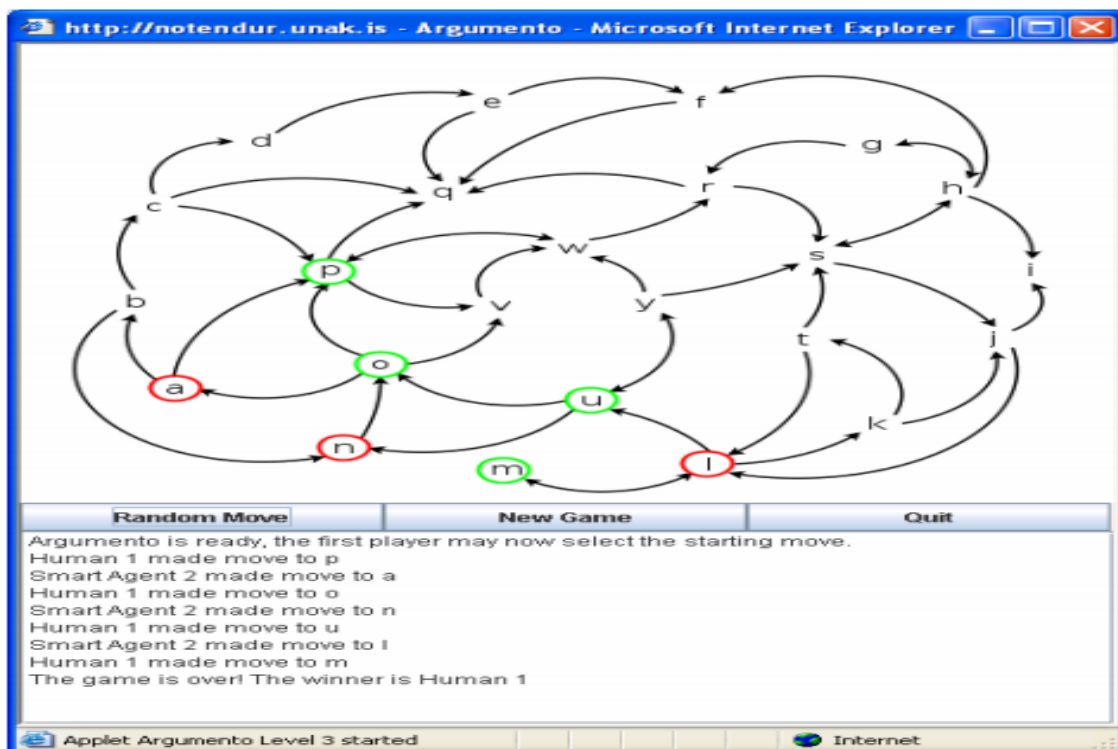 http://notendur.unak.is - Argumento - Microsoft Internet Explorer
e f
d g
q r h
c
w
p s i
b v y
t j
o
a u
k
n
m l
Random Move New Game Quit
Argumento is ready, the first player may now select the starting move.
Human 1 made move to p
Smart Agent 2 made move to a
Human 1 made move to o
Smart Agent 2 made move to n
Human 1 made move to u
Smart Agent 2 made move to l
Human 1 made move to m
The game is over! The winner is Human 1
Applet Argumento Level 3 started Internet